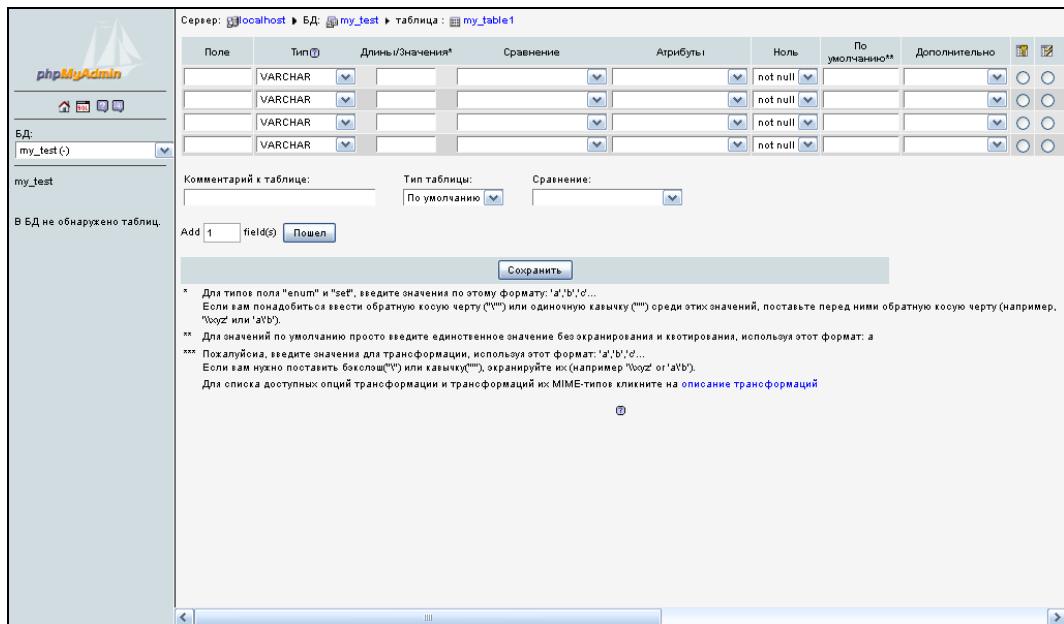 phpMyAdmin
БД:
my_test (-)
my_test
В БД не обнаружено таблиц.
Сервер: localhost ▸ БД: my_test ▸ таблица : my_table1
Поле Тип Длины/Значения* Сравнение Атрибуты Ноль По умолчанию** Дополнительно
VARCHAR not null
VARCHAR not null
VARCHAR not null
VARCHAR not null
Комментарий к таблице: Тип таблицы: Сравнение:
По умолчанию
Add 1 field(s) Пошел
Сохранить
* Для типов поля "enum" и "set", введите значения по этому формату: 'a','b','c'...
Если вам понадобиться ввести обратную косую черту ("\"") или одиночную кавычку ("'"") среди этих значений, поставьте перед ними обратную косую черту (например,
'\\xyz' или 'a\'b').
** Для значений по умолчанию просто введите единственное значение без экранирования и квотирования, используя этот формат: a
*** Пожалуйсиа, введите значения для трансформации, используя этот формат: 'a','b','c'...
Если вам нужно поставить бэкслэш("\") или кавычку("'"), экранируйте их (например '\\xyz' or 'a\'b').
Для списка доступных опций трансформации и трансформаций их MIME-типов кликните на описание трансформаций